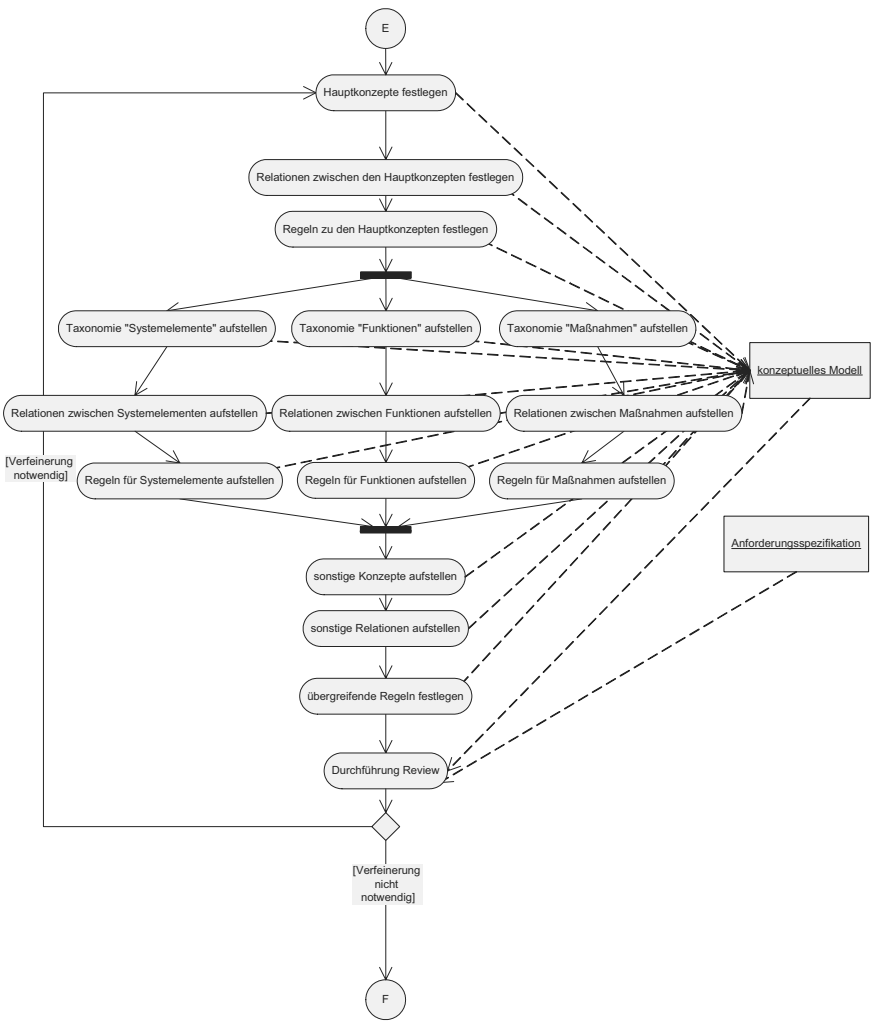 E
Hauptkonzepte festlegen
Relationen zwischen den Hauptkonzepten festlegen
Regeln zu den Hauptkonzepten festlegen
Taxonomie "Systemelemente" aufstellen
Taxonomie "Funktionen" aufstellen
Taxonomie "Maßnahmen" aufstellen
konzeptuelles Modell
Relationen zwischen Systemelementen aufstellen
Relationen zwischen Funktionen aufstellen
Relationen zwischen Maßnahmen aufstellen
[Verfeinerung
notwendig]
Regeln für Systemelemente aufstellen
Regeln für Funktionen aufstellen
Regeln für Maßnahmen aufstellen
Anforderungsspezifikation
sonstige Konzepte aufstellen
sonstige Relationen aufstellen
übergreifende Regeln festlegen
Durchführung Review
[Verfeinerung
nicht
notwendig]
F